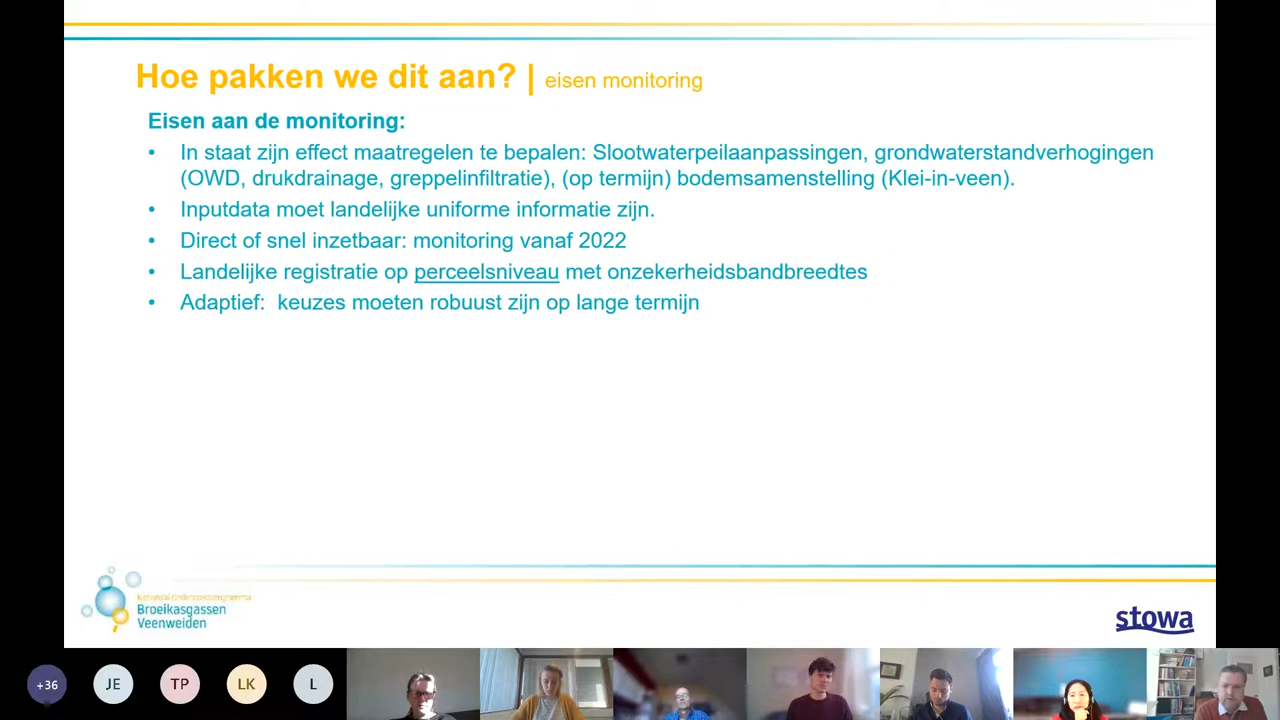 Hoe pakken we dit aan? | eisen monitoring
Eisen aan de monitoring:
• In staat zijn effect maatregelen te bepalen: Slootwaterpeilaanpassingen, grondwaterstandverhogingen
(OWD, drukdrainage, greppelinfiltratie), (op termijn) bodemsamenstelling (Klei-in-veen).
• Inputdata moet landelijke uniforme informatie zijn.
• Direct of snel inzetbaar: monitoring vanaf 2022
• Landelijke registratie op perceelsniveau met onzekerheidsbandbreedtes
• Adaptief:  keuzes moeten robuust zijn op lange termijn
Broeikasgassen
Veenweiden
stowa
+36
JE
TP
LK
L